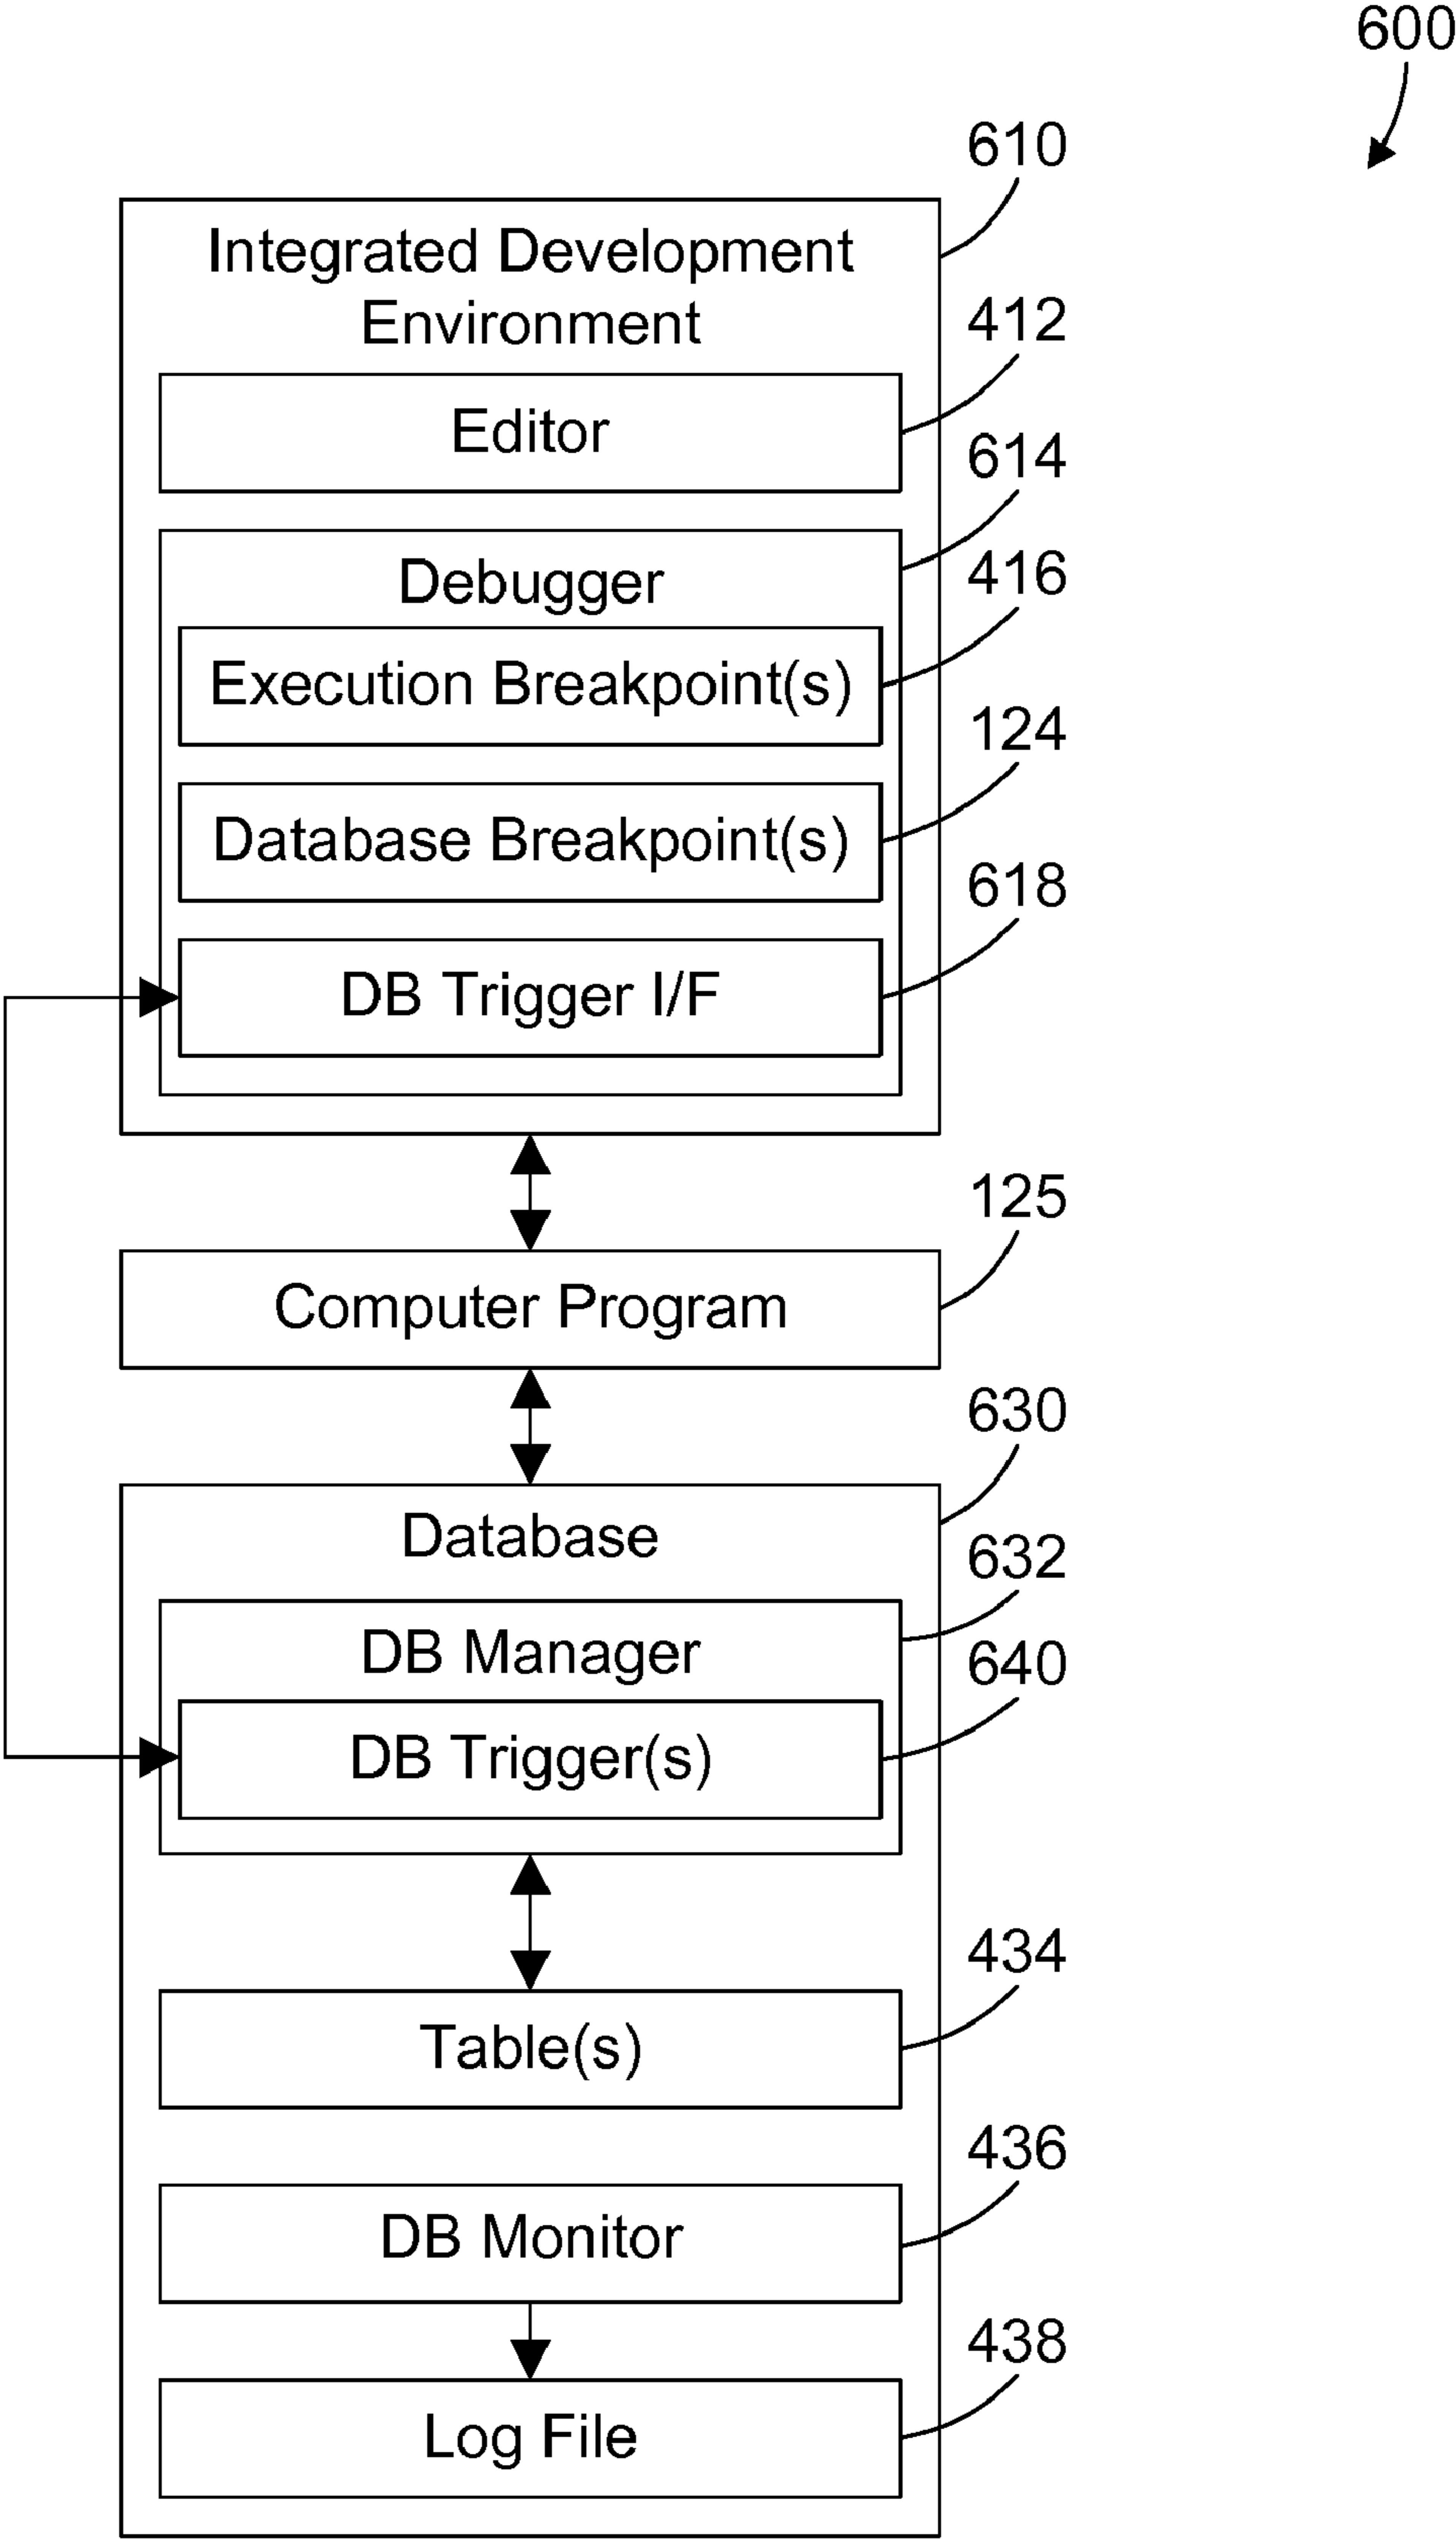 600
610
Integrated Development
Environment
412
Editor
614
Debugger
416
Execution Breakpoint(s)
124
Database Breakpoint(s)
618
DB Trigger I/F
125
Computer Program
630
Database
632
DB Manager
640
DB Trigger(s)
434
Table(s)
436
DB Monitor
438
Log File